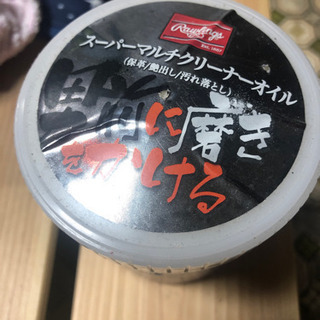 Rawlings
Est. 1887
スーパーマルチクリーナーオイル
(保革/艶出し/汚れ落とし)
に磨き
をかける